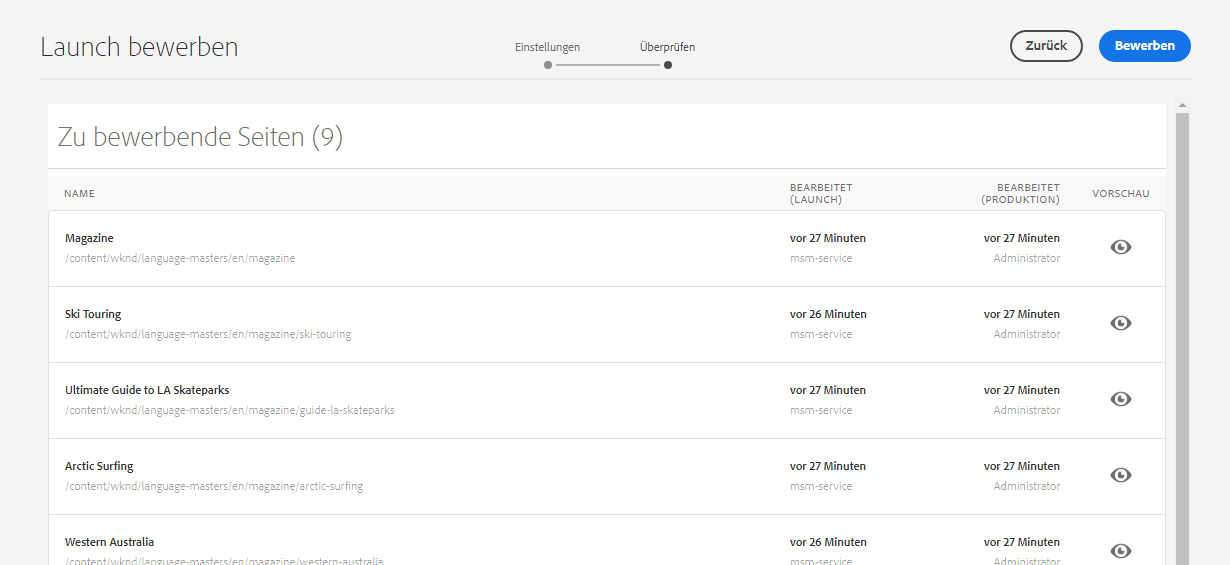 Launch bewerben
Einstellungen
Überprüfen
Zurück
Bewerben
Zu bewerbende Seiten (9)
NAME
BEARBEITET
(LAUNCH)
BEARBEITET
(PRODUKTION)
VORSCHAU
Magazine
/content/wknd/language-masters/en/magazine
vor 27 Minuten
msm-service
vor 27 Minuten
Administrator
Ski Touring
/content/wknd/language-masters/en/magazine/ski-touring
vor 26 Minuten
msm-service
vor 27 Minuten
Administrator
Ultimate Guide to LA Skateparks
/content/wknd/language-masters/en/magazine/guide-la-skateparks
vor 27 Minuten
msm-service
vor 27 Minuten
Administrator
Arctic Surfing
/content/wknd/language-masters/en/magazine/arctic-surfing
vor 27 Minuten
msm-service
vor 27 Minuten
Administrator
Western Australia
/content/wknd/language-masters/en/magazine/western-australia
vor 26 Minuten
msm-service
vor 27 Minuten
Administrator